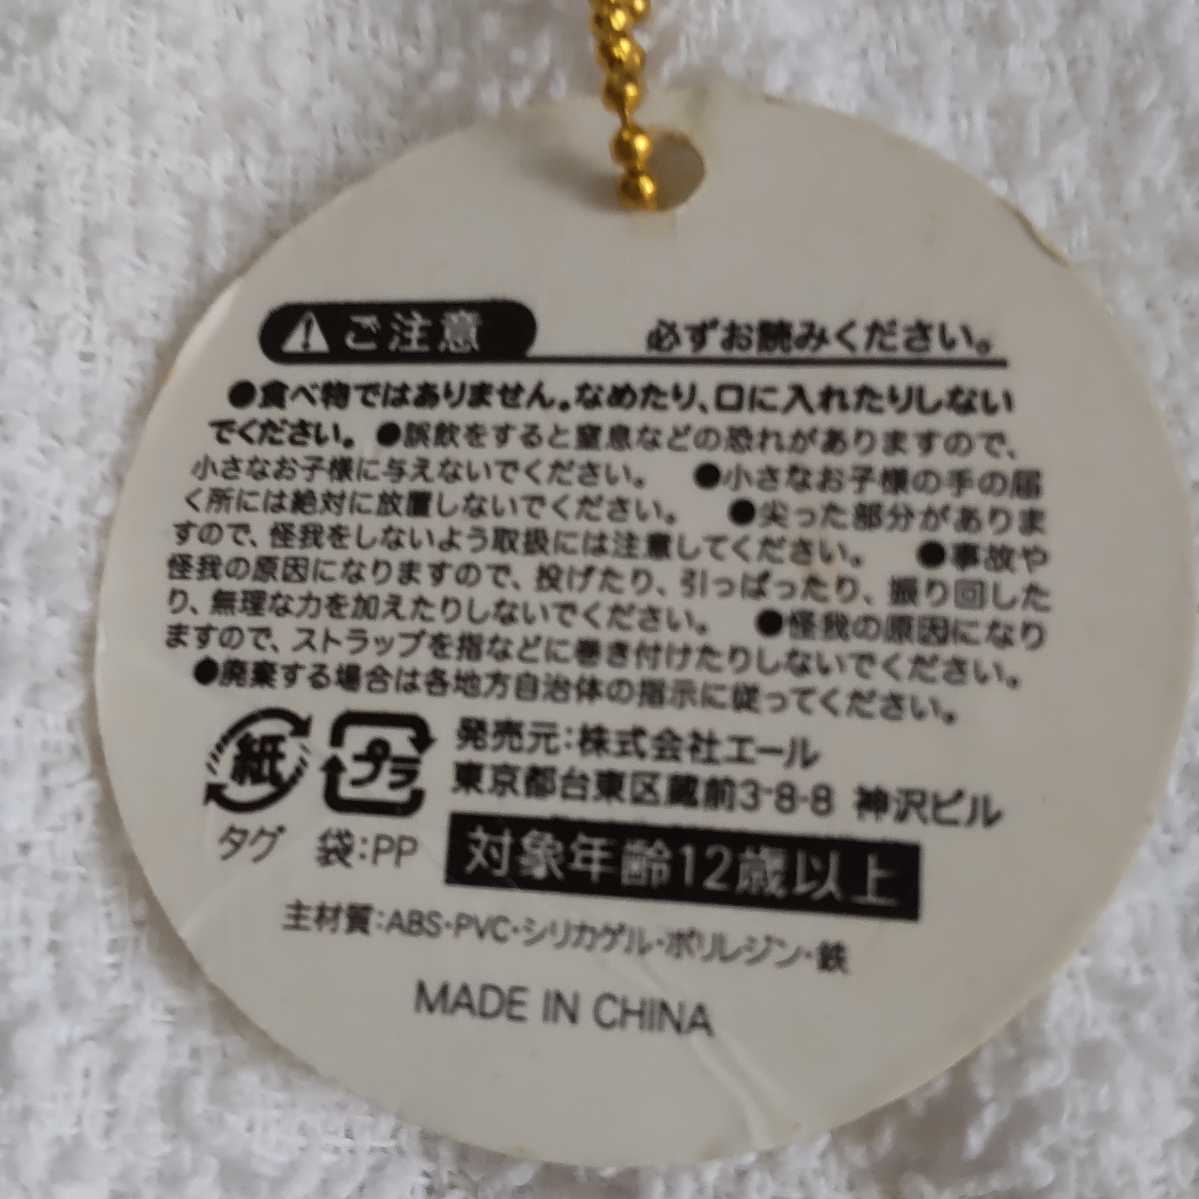 ご注意 必ずお読みください。
●食べ物ではありません。なめたり、口に入れたりしない
でください。 ●誤飲をすると窒息などの恐れがありますので、
小さなお子様に与えないでください。 ●小さなお子様の手の届
く所には絶対に放置しないでください。 ●尖った部分がありま
すので、怪我をしないよう取扱には注意してください。 ●事故や
怪我の原因になりますので、投げたり、引っぱったり、振り回した
り、無理な力を加えたりしないでください。 ●怪我の原因になり
ますので、ストラップを指などに巻き付けたりしないでください。
●廃棄する場合は各地方自治体の指示に従ってください。
紙 プラ
タグ 袋:PP
発売元:株式会社エール
東京都台東区蔵前3-8-8 神沢ビル
対象年齢12歳以上
主材質:ABS・PVC・シリカゲル・ポリレジン・鉄
MADE IN CHINA